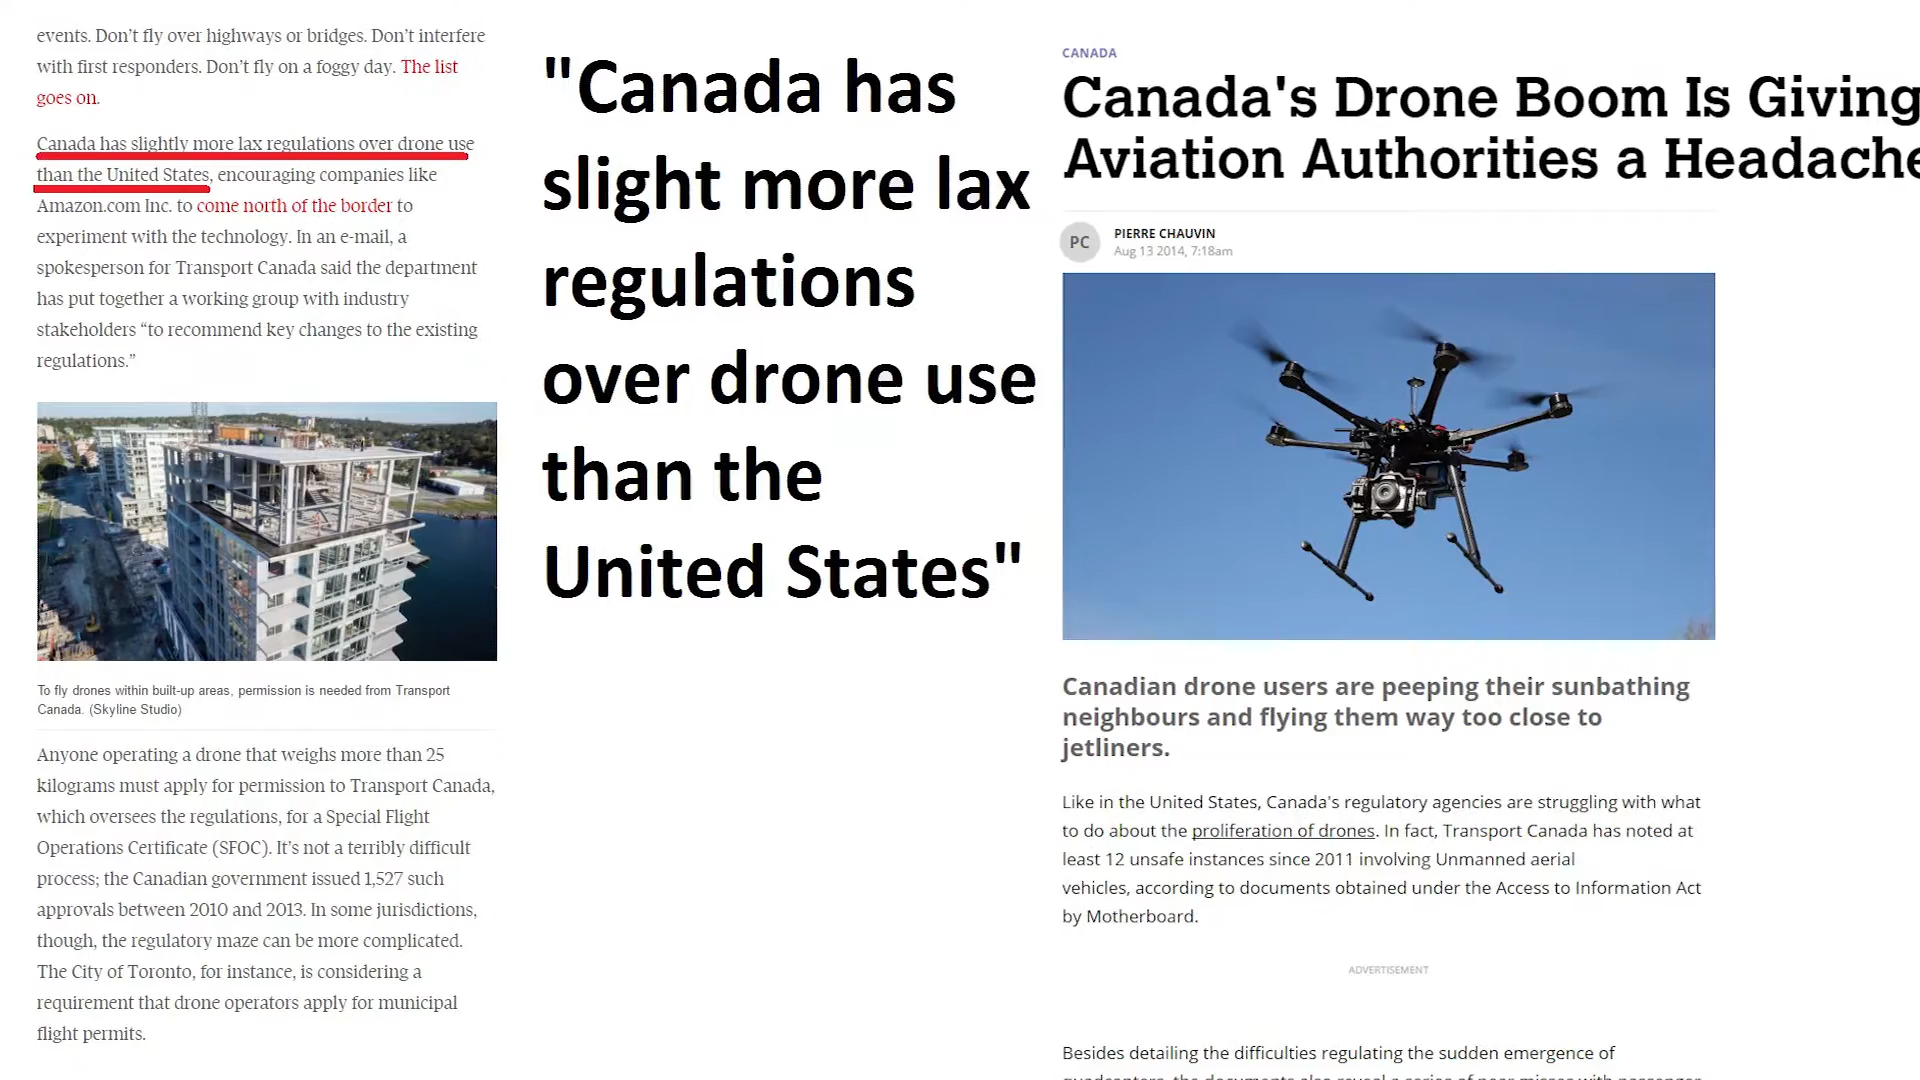 events. Don’t fly over highways or bridges. Don’t interfere
with first responders. Don’t fly on a foggy day. The list
goes on.
Canada has slightly more lax regulations over drone use
than the United States, encouraging companies like
Amazon.com Inc. to come north of the border to
experiment with the technology. In an e-mail, a
spokesperson for Transport Canada said the department
has put together a working group with industry
stakeholders “to recommend key changes to the existing
regulations.”
To fly drones within built-up areas, permission is needed from Transport
Canada. (Skyline Studio)
Anyone operating a drone that weighs more than 25
kilograms must apply for permission to Transport Canada,
which oversees the regulations, for a Special Flight
Operations Certificate (SFOC). It’s not a terribly difficult
process; the Canadian government issued 1,527 such
approvals between 2010 and 2013. In some jurisdictions,
though, the regulatory maze can be more complicated.
The City of Toronto, for instance, is considering a
requirement that drone operators apply for municipal
flight permits.
"Canada has
slight more lax
regulations
over drone use
than the
United States"
CANADA
Canada's Drone Boom Is Giving
Aviation Authorities a Headache
PC
PIERRE CHAUVIN
Aug 13 2014, 7:18am
Canadian drone users are peeping their sunbathing
neighbours and flying them way too close to
jetliners.
Like in the United States, Canada's regulatory agencies are struggling with what
to do about the proliferation of drones. In fact, Transport Canada has noted at
least 12 unsafe instances since 2011 involving Unmanned aerial
vehicles, according to documents obtained under the Access to Information Act
by Motherboard.
ADVERTISEMENT
Besides detailing the difficulties regulating the sudden emergence of